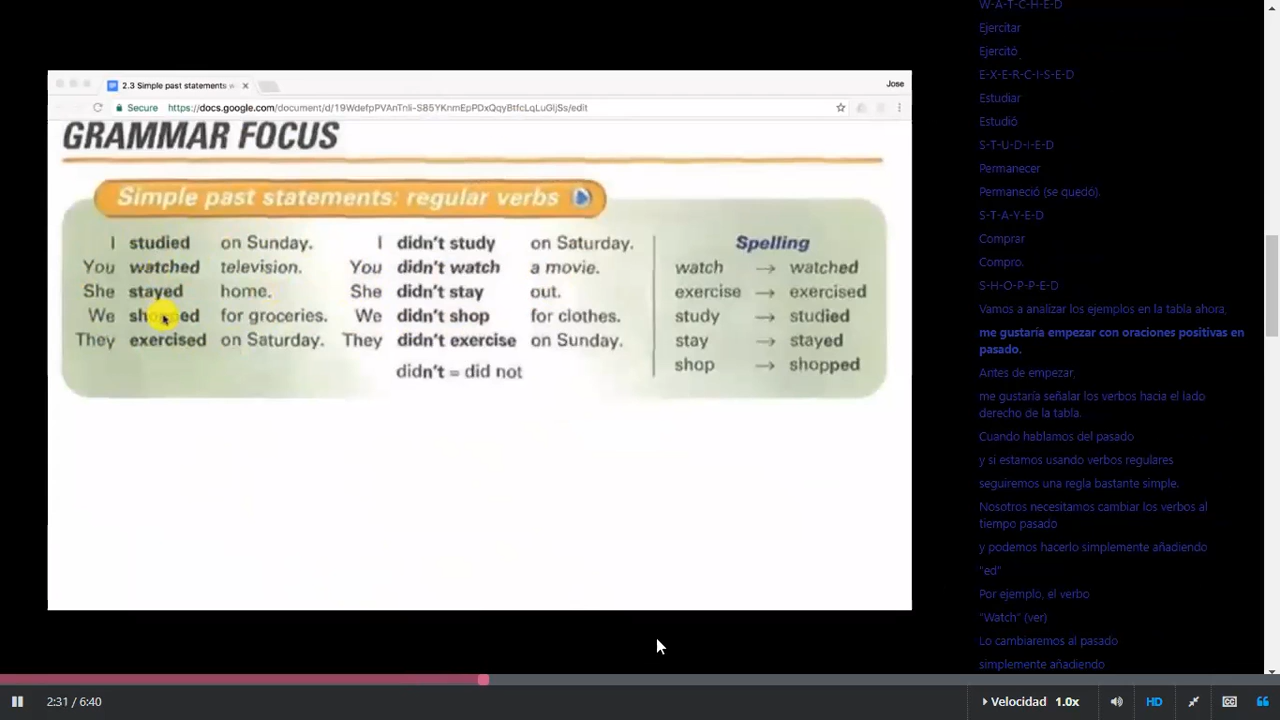 2.3 Simple past statements w
Jose
Secure https://docs.google.com/document/d/19WdefpPVAnTnli-S85YKnmEpPDxQqyBtfcLqLuGljSs/edit
GRAMMAR FOCUS
Simple past statements: regular verbs
I studied on Sunday. I didn't study on Saturday. Spelling
You watched television. You didn't watch a movie. watch → watched
She stayed home. She didn't stay out. exercise → exercised
We shopped for groceries. We didn't shop for clothes. study → studied
They exercised on Saturday. They didn't exercise on Sunday. stay → stayed
didn't = did not shop → shopped
W-A-T-C-H-E-D
Ejercitar
Ejercitó
E-X-E-R-C-I-S-E-D
Estudiar
Estudió
S-T-U-D-I-E-D
Permanecer
Permaneció (se quedó).
S-T-A-Y-E-D
Comprar
Compro.
S-H-O-P-P-E-D
Vamos a analizar los ejemplos en la tabla ahora,
me gustaría empezar con oraciones positivas en
pasado.
Antes de empezar,
me gustaría señalar los verbos hacia el lado
derecho de la tabla.
Cuando hablamos del pasado
y si estamos usando verbos regulares
seguiremos una regla bastante simple.
Nosotros necesitamos cambiar los verbos al
tiempo pasado
y podemos hacerlo simplemente añadiendo
"ed"
Por ejemplo, el verbo
"Watch" (ver)
Lo cambiaremos al pasado
simplemente añadiendo
2:31 / 6:40
Velocidad 1.0x
HD